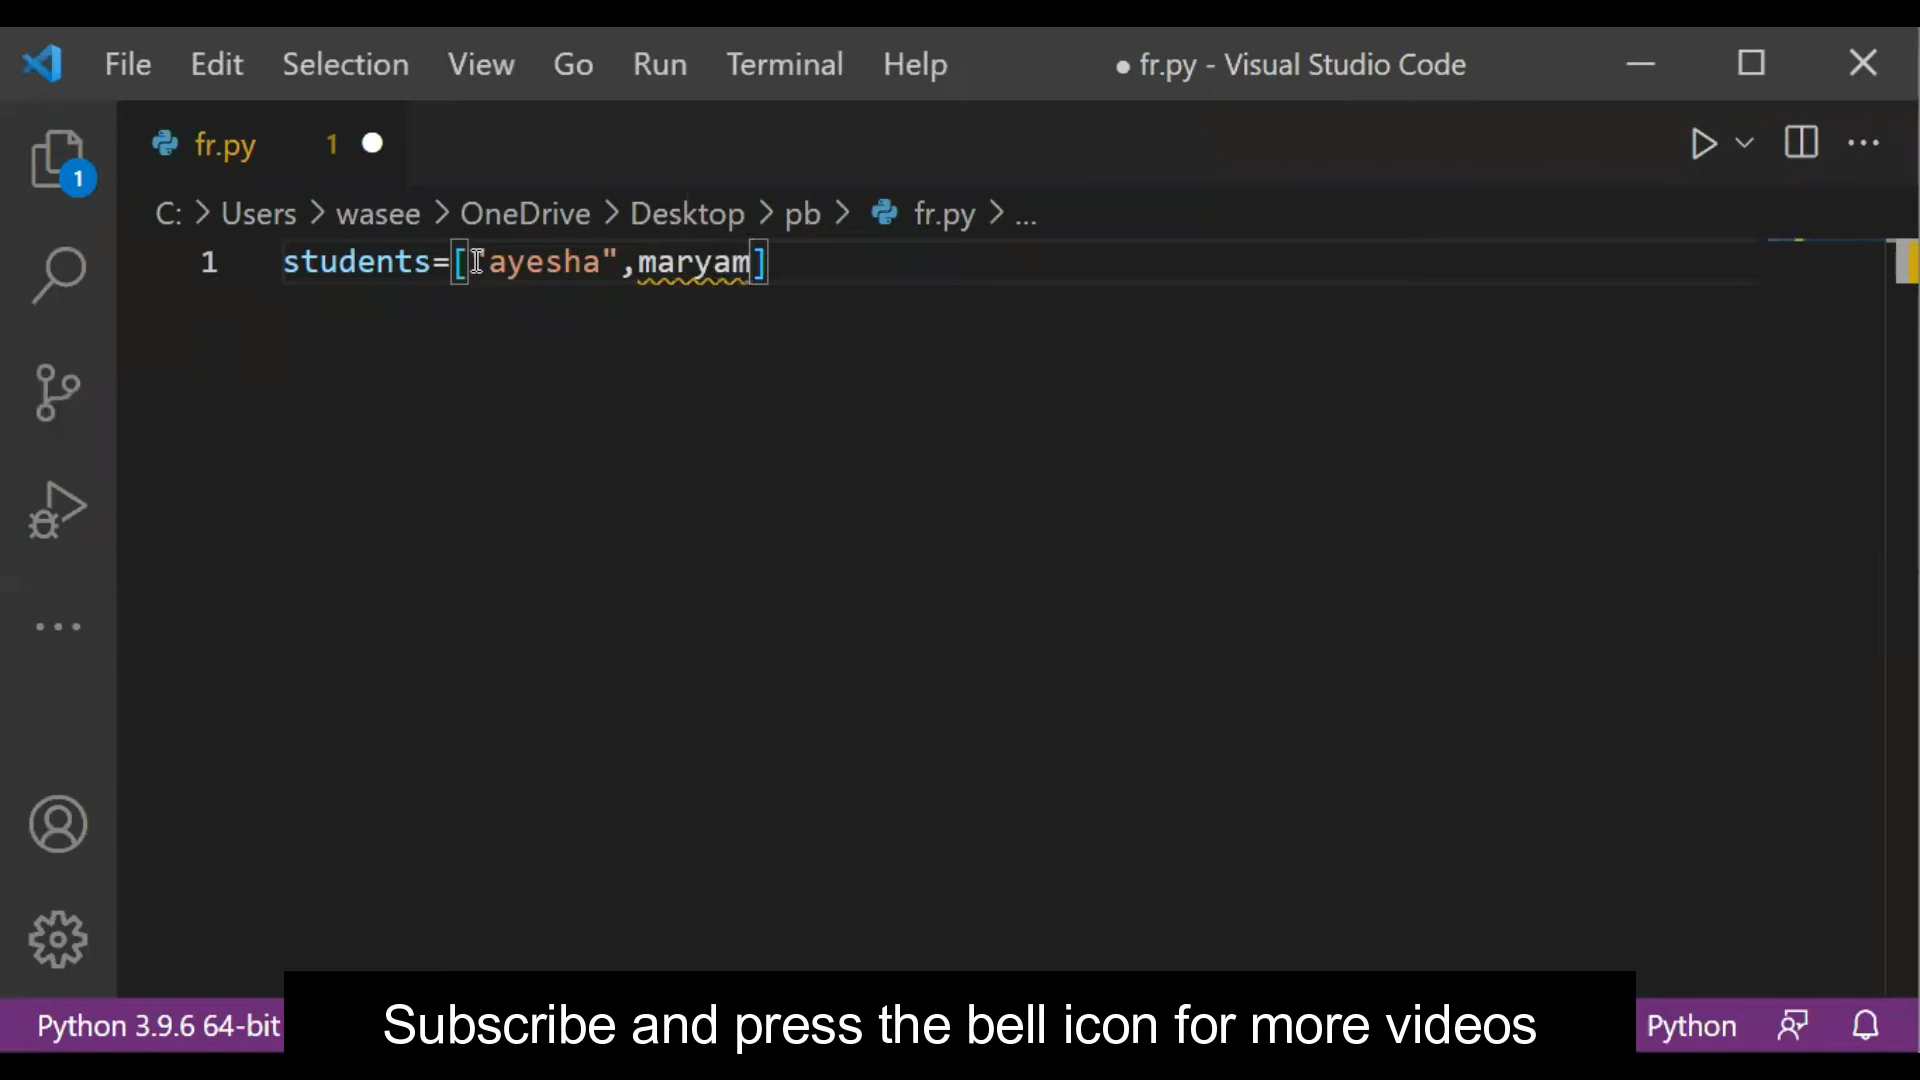 File Edit Selection View Go Run Terminal Help ● fr.py - Visual Studio Code
fr.py 1
1
C: > Users > wasee > OneDrive > Desktop > pb > fr.py > ...
1 students=["ayesha",maryam]
Python 3.9.6 64-bit
Subscribe and press the bell icon for more videos
Python